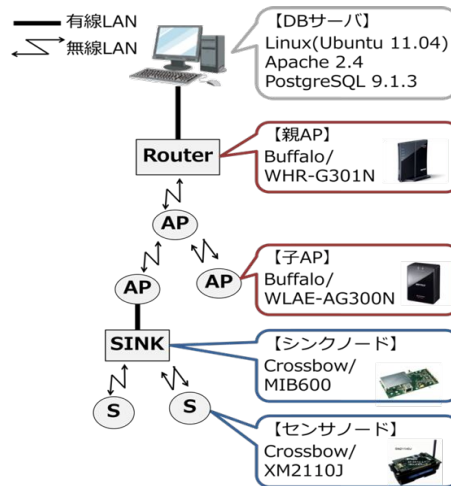 有線LAN
無線LAN
【DBサーバ】
Linux(Ubuntu 11.04)
Apache 2.4
PostgreSQL 9.1.3
Router
【親AP】
Buffalo/
WHR-G301N
AP
AP
AP
【子AP】
Buffalo/
WLAE-AG300N
SINK
【シンクノード】
Crossbow/
MIB600
S
S
【センサノード】
Crossbow/
XM2110J